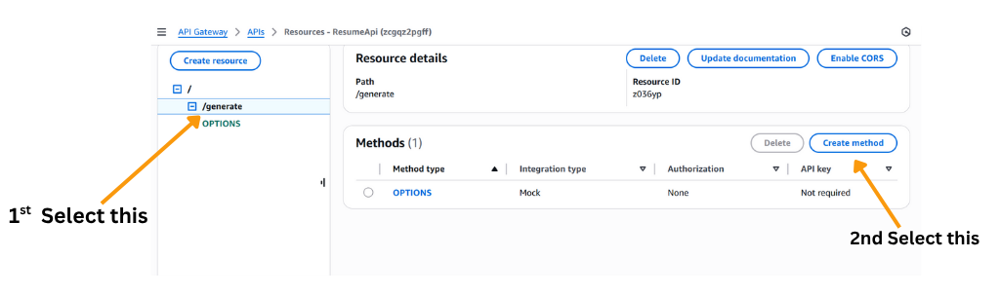 API Gateway > APIs > Resources - ResumeApi (zcgqz2pgff)
Create resource
/
/generate
OPTIONS
Resource details
Delete
Update documentation
Enable CORS
Path
/generate
Resource ID
z036yp
Methods (1)
Delete
Create method
Method type
Integration type
Authorization
API key
OPTIONS
Mock
None
Not required
1st Select this
2nd Select this